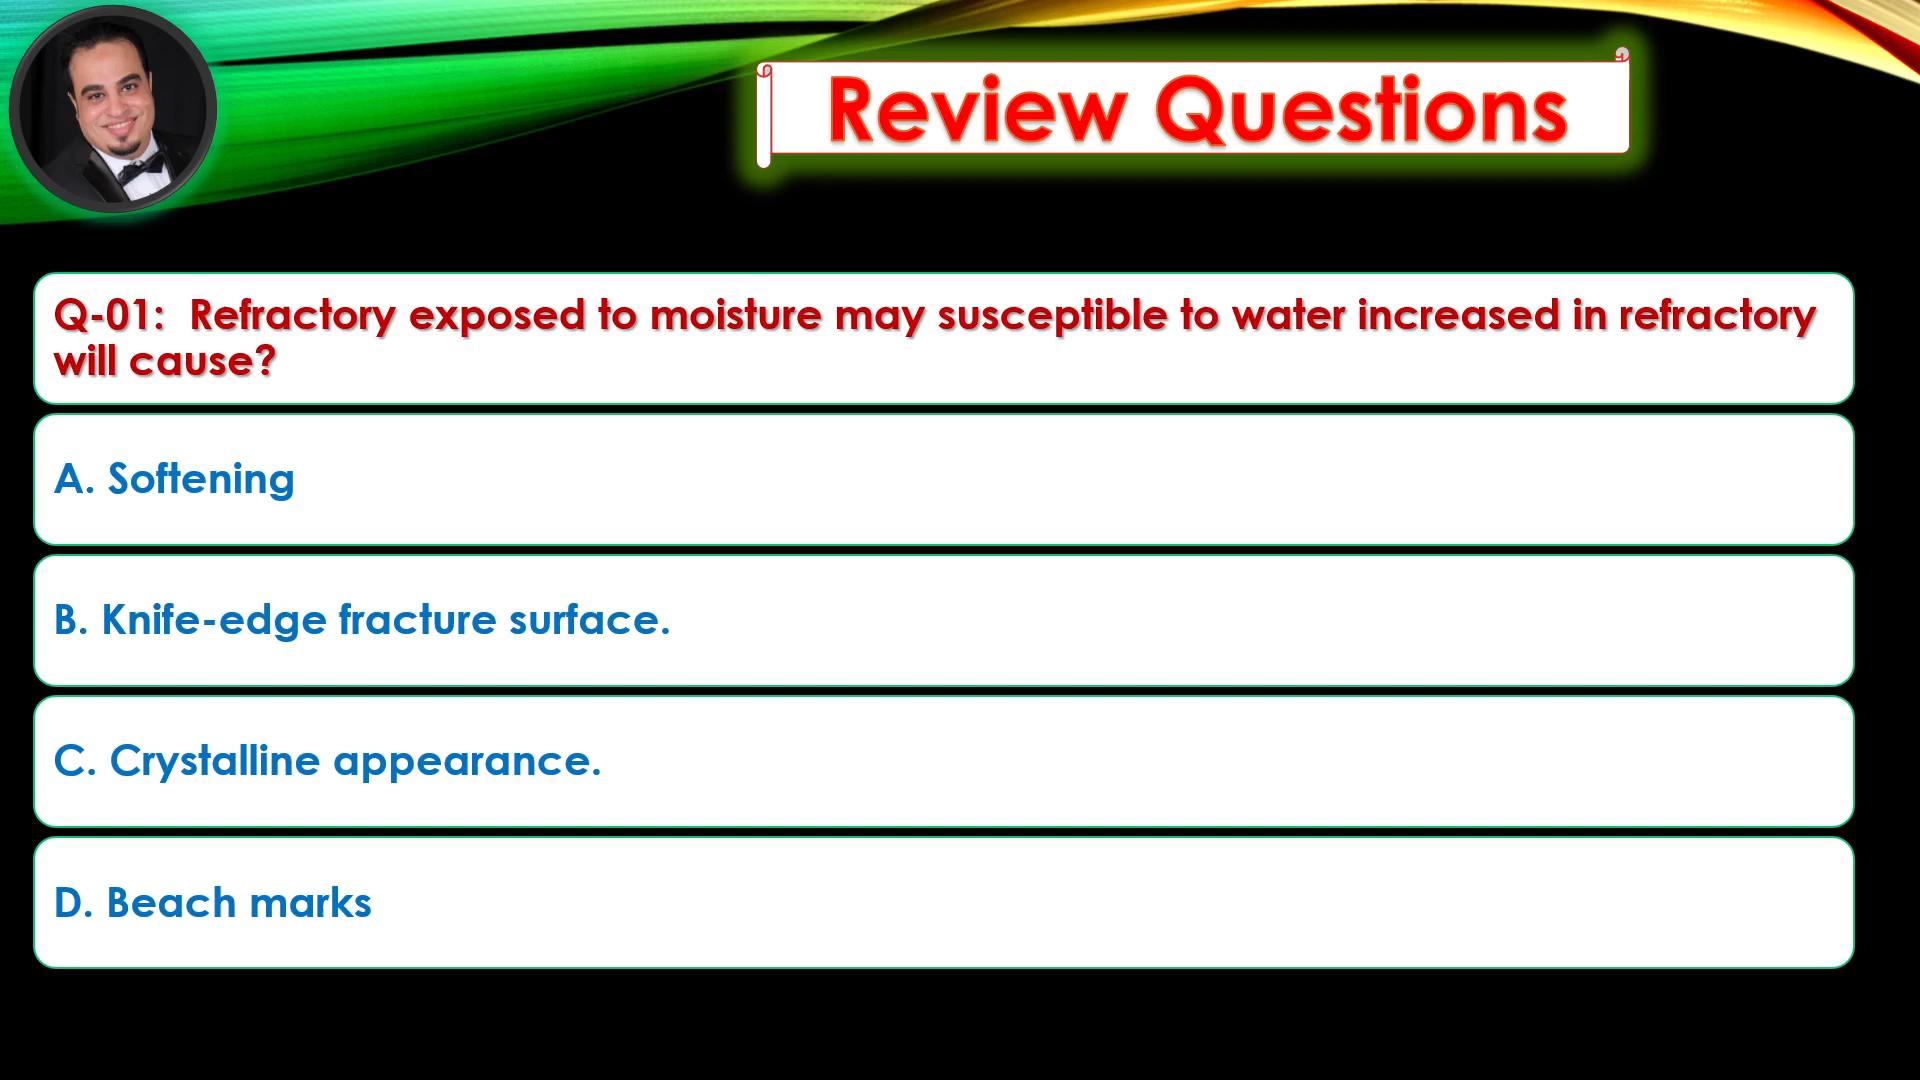 Review Questions
Q-01:  Refractory exposed to moisture may susceptible to water increased in refractory
will cause?
A. Softening
B. Knife-edge fracture surface.
C. Crystalline appearance.
D. Beach marks